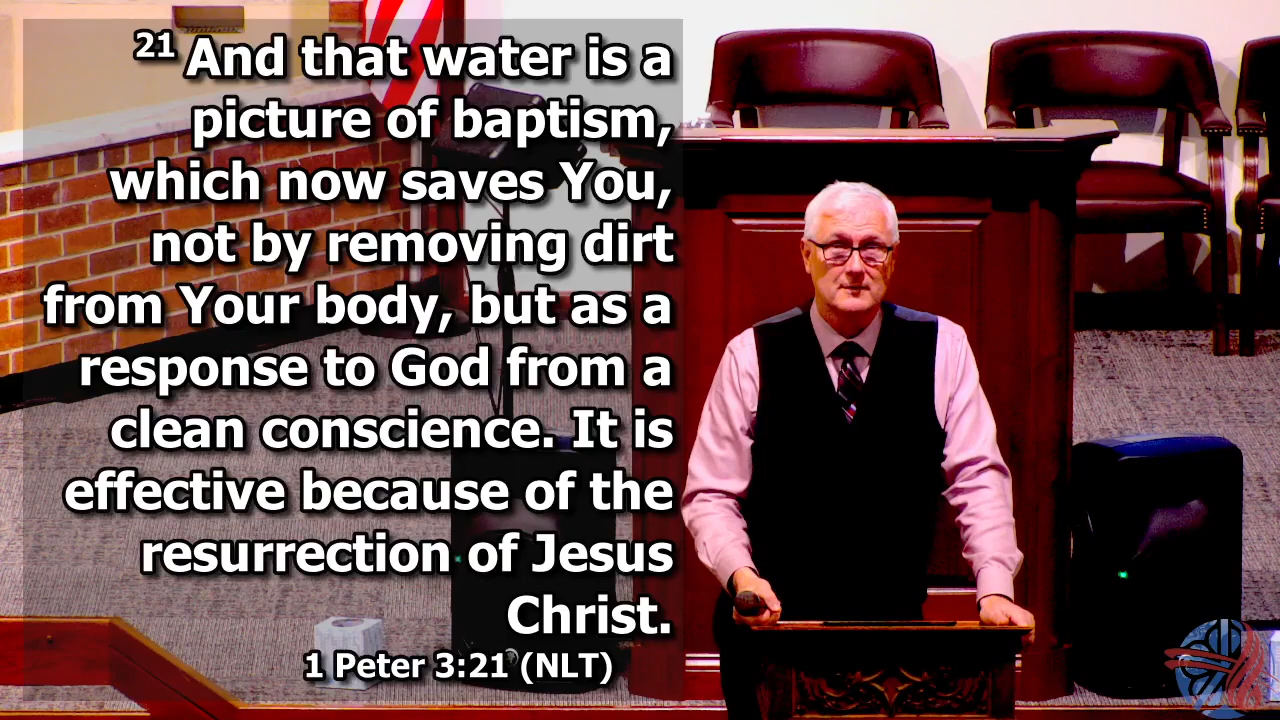 21 And that water is a
picture of baptism,
which now saves You,
not by removing dirt
from Your body, but as a
response to God from a
clean conscience. It is
effective because of the
resurrection of Jesus
Christ.
1 Peter 3:21 (NLT)